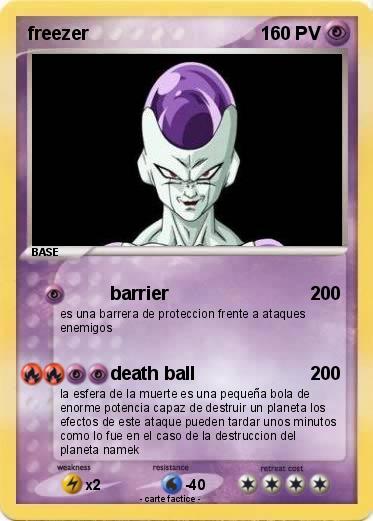 freezer 160 PV
BASE
barrier 200
es una barrera de proteccion frente a ataques
enemigos
death ball 200
la esfera de la muerte es una pequeña bola de
enorme potencia capaz de destruir un planeta los
efectos de este ataque pueden tardar unos minutos
como lo fue en el caso de la destruccion del
planeta namek
weakness resistance retreat cost
x2 -40
- carte factice -